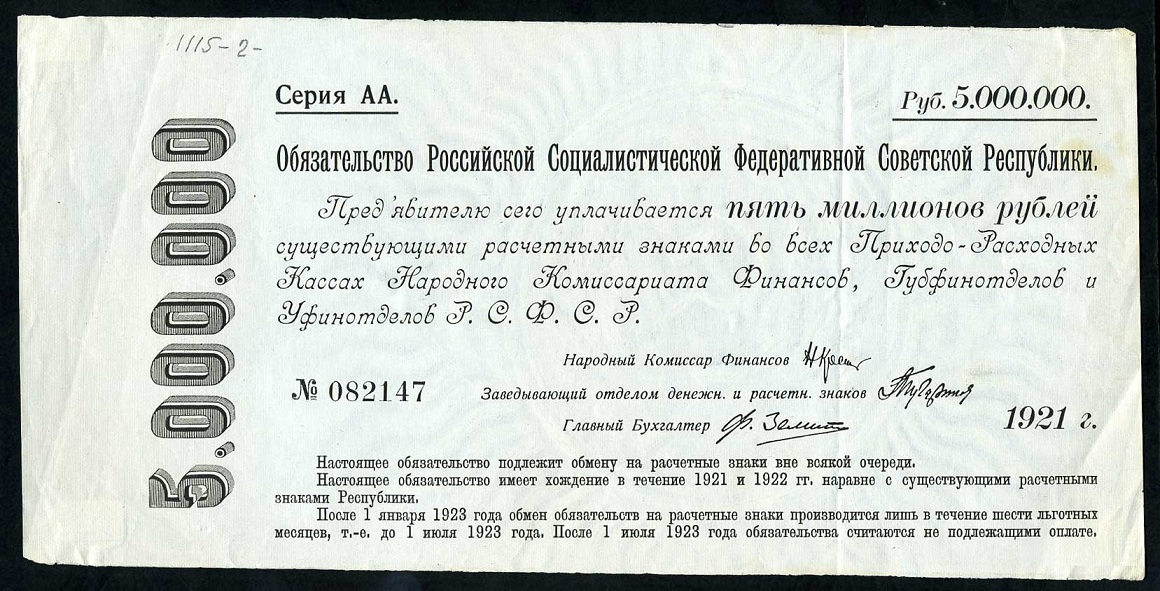 1115-2-
Серия АА.
Руб. 5.000.000.
5.000.000.000
Обязательство Российской Социалистической Федеративной Советской Республики.
Пред'явителю сего уплачивается пять миллионов рублей
существующими расчетными знаками во всех Приходо-Расходных
Кассах Народного Комиссариата Финансов, Губфинотделов и
Уфинотделов Р. С. Ф. С. Р.
Народный Комиссар Финансов
№ 082147
Заведывающий отделом денежн. и расчетн. знаков
Главный Бухгалтер
1921 г.
Настоящее обязательство подлежит обмену на расчетные знаки вне всякой очереди.
Настоящее обязательство имеет хождение в течение 1921 и 1922 гг. наравне с существующими расчетными
знаками Республики.
После 1 января 1923 года обмен обязательств на расчетные знаки производится лишь в течение шести льготных
месяцев, т.-е. до 1 июля 1923 года. После 1 июля 1923 года обязательства считаются не подлежащими оплате.